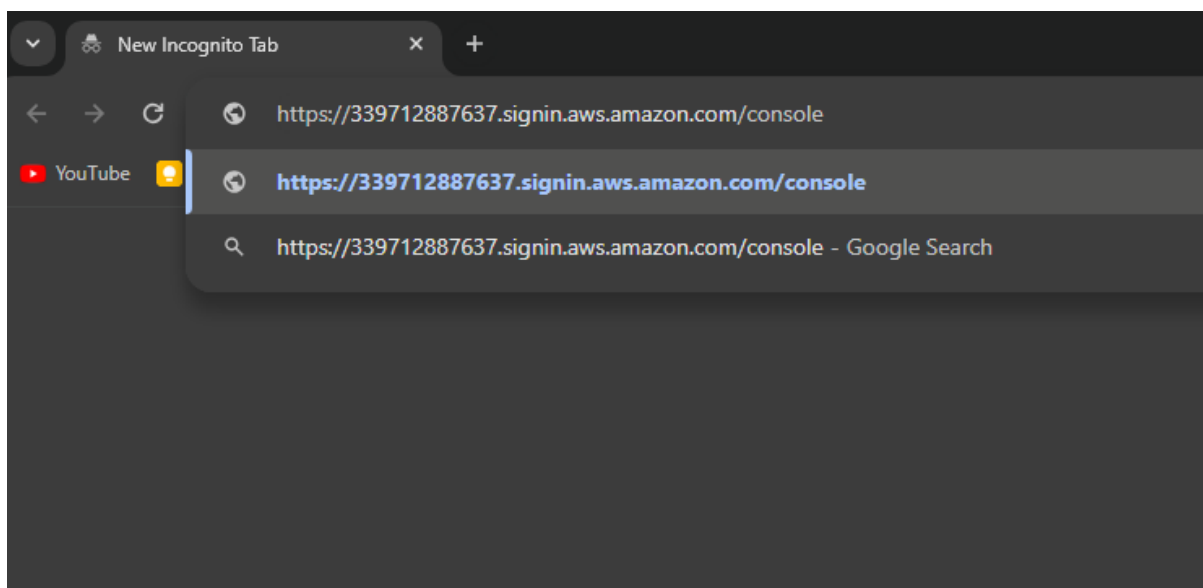 New Incognito Tab
https://339712887637.signin.aws.amazon.com/console
YouTube
https://339712887637.signin.aws.amazon.com/console
https://339712887637.signin.aws.amazon.com/console - Google Search